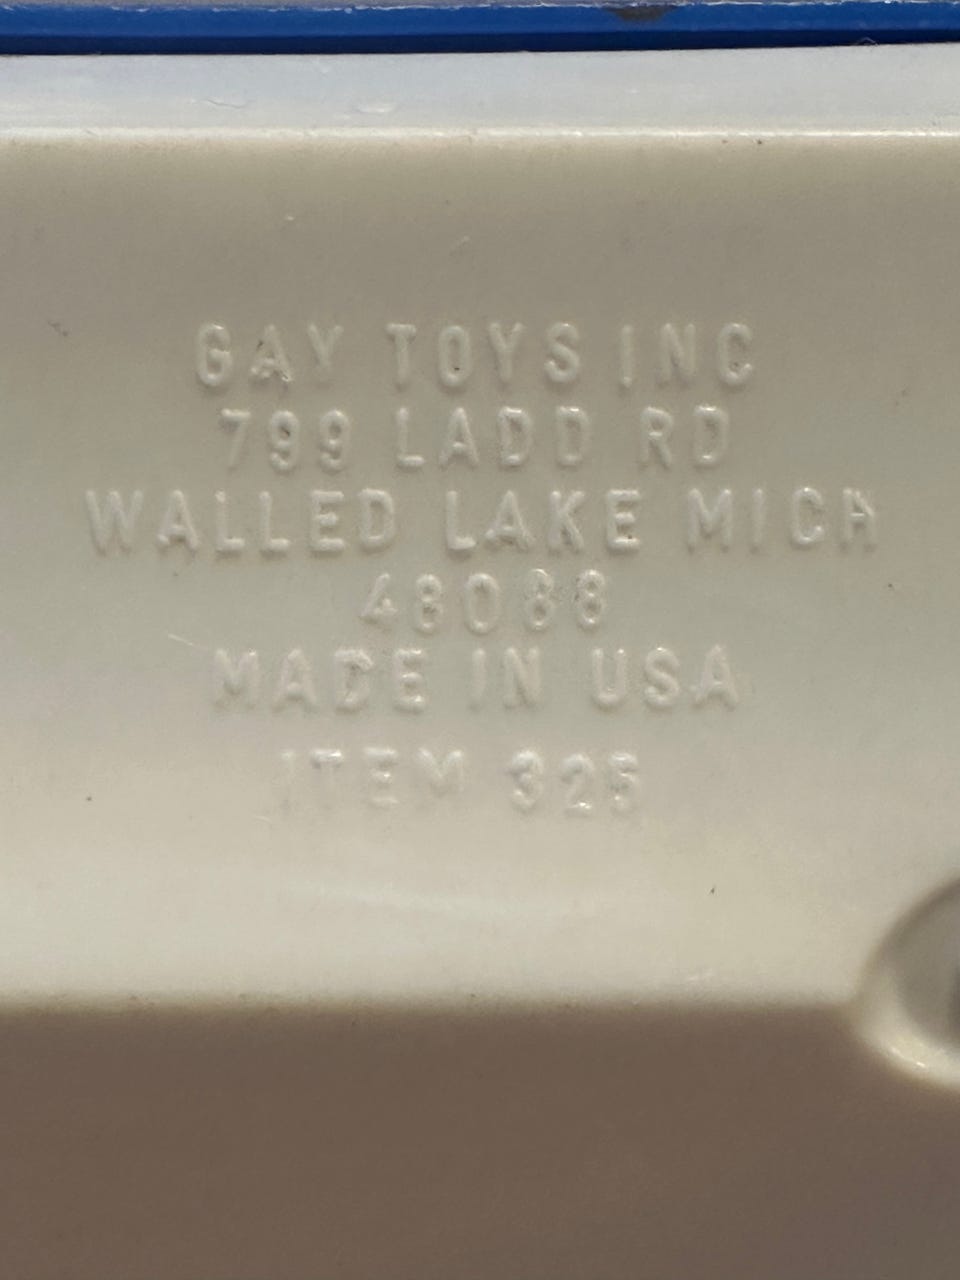 GAY TOYS INC
799 LADD RD
WALLED LAKE MICH
48088
MADE IN USA
ITEM 325